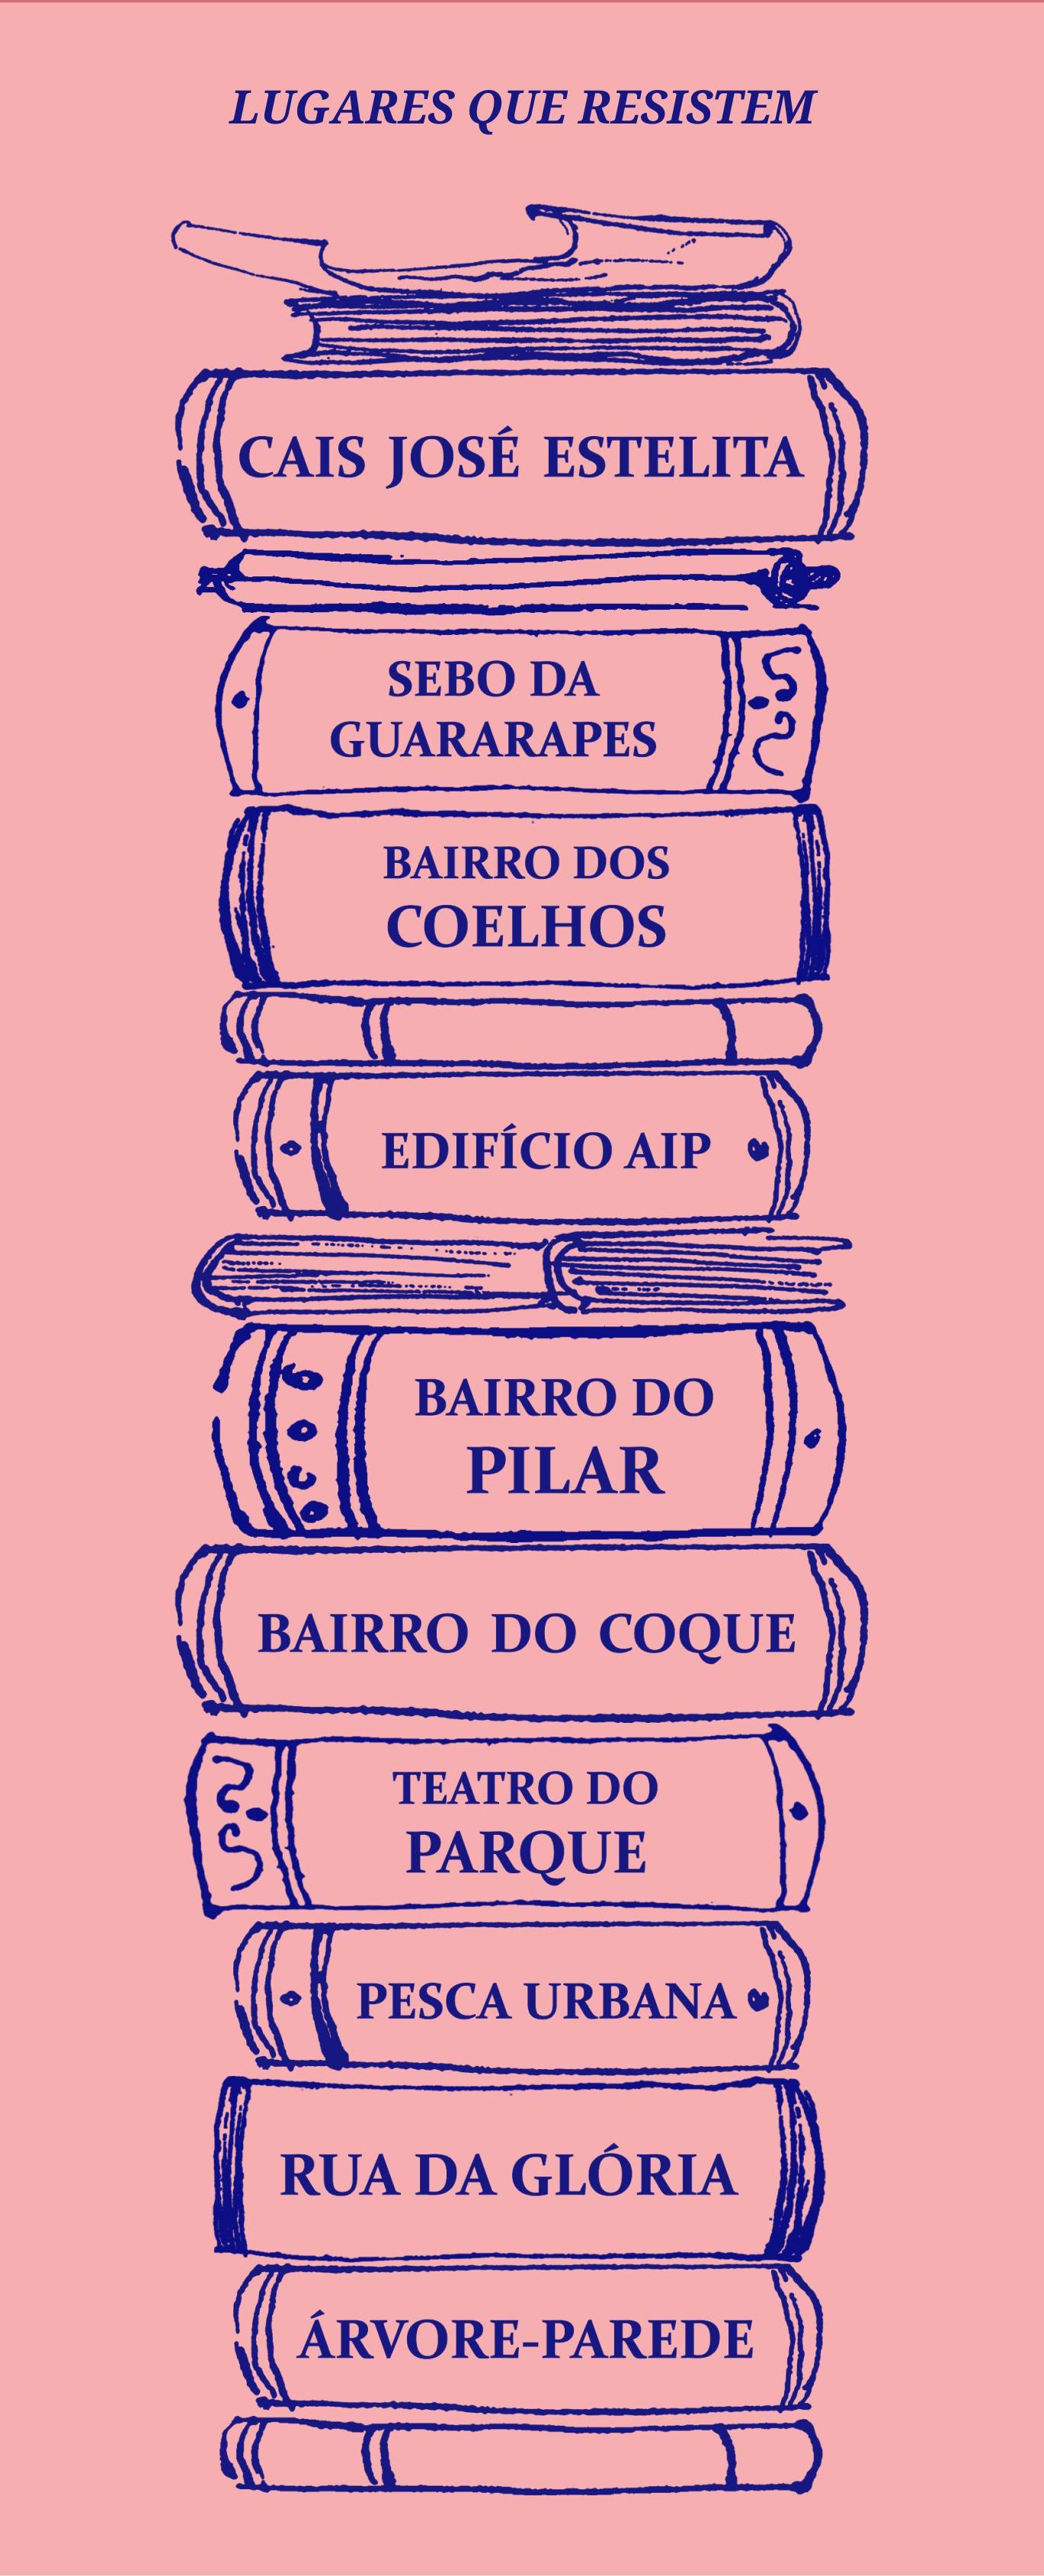 LUGARES QUE RESISTEM
CAIS JOSÉ ESTELITA
SEBO DA
GUARARAPES
BAIRRO DOS
COELHOS
EDIFÍCIO AIP
BAIRRO DO
PILAR
BAIRRO DO COQUE
TEATRO DO
PARQUE
PESCA URBANA
RUA DA GLÓRIA
ÁRVORE-PAREDE